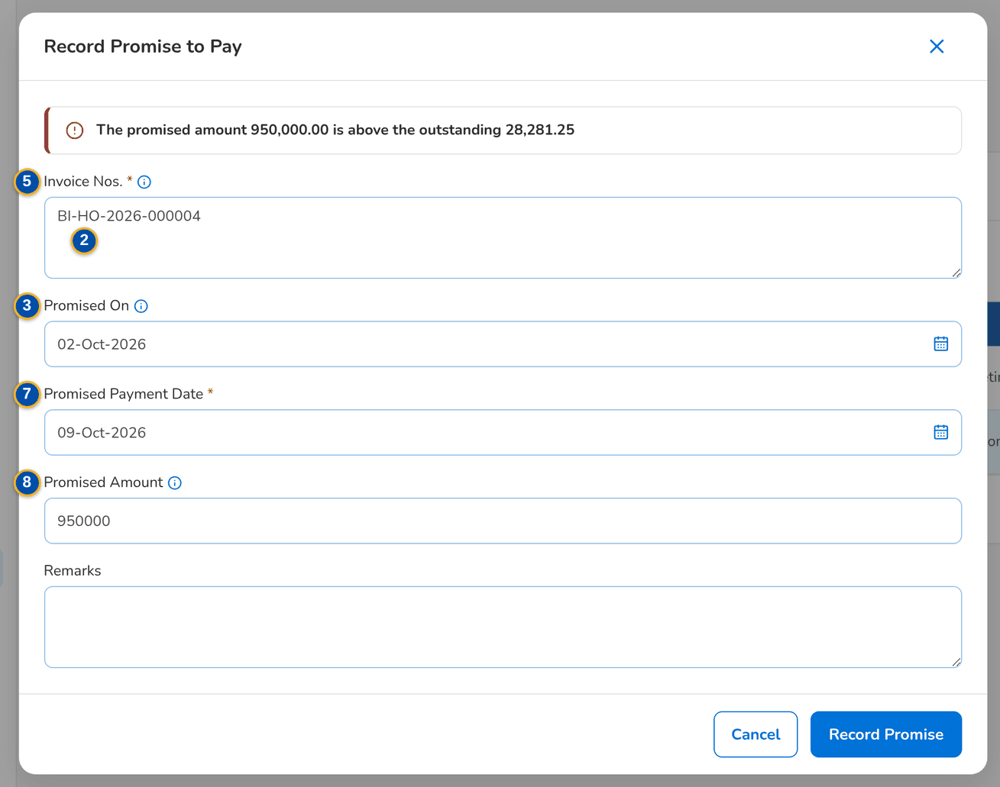 Record Promise to Pay
The promised amount 950,000.00 is above the outstanding 28,281.25
5 Invoice Nos. *
BI-HO-2026-000004
2
3 Promised On
02-Oct-2026
7 Promised Payment Date *
09-Oct-2026
8 Promised Amount
950000
Remarks
Cancel Record Promise